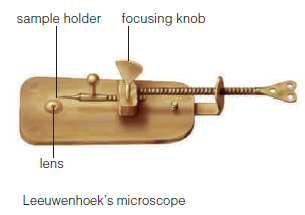 sample holder focusing knob
lens
Leeuwenhoek's microscope